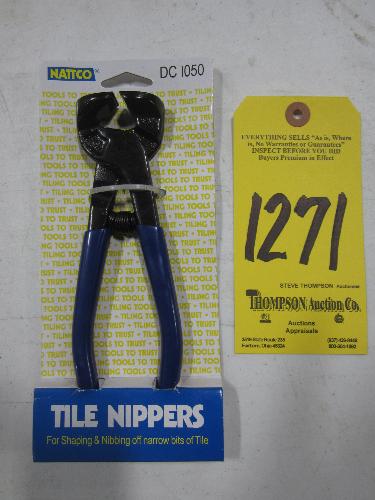 NATTCO
DC 1050
TOOLS TO TRUST • TILING
TILE NIPPERS
For Shaping & Nibbing off narrow bits of Tile
EVERYTHING SELLS "As is, Where
is, No Warranties or Guarantees"
INSPECT BEFORE YOU BID
Buyers Premium in Effect
1271
STEVE THOMPSON Auctioneer
THOMPSON Auction Co.
Auctions
Appraisals